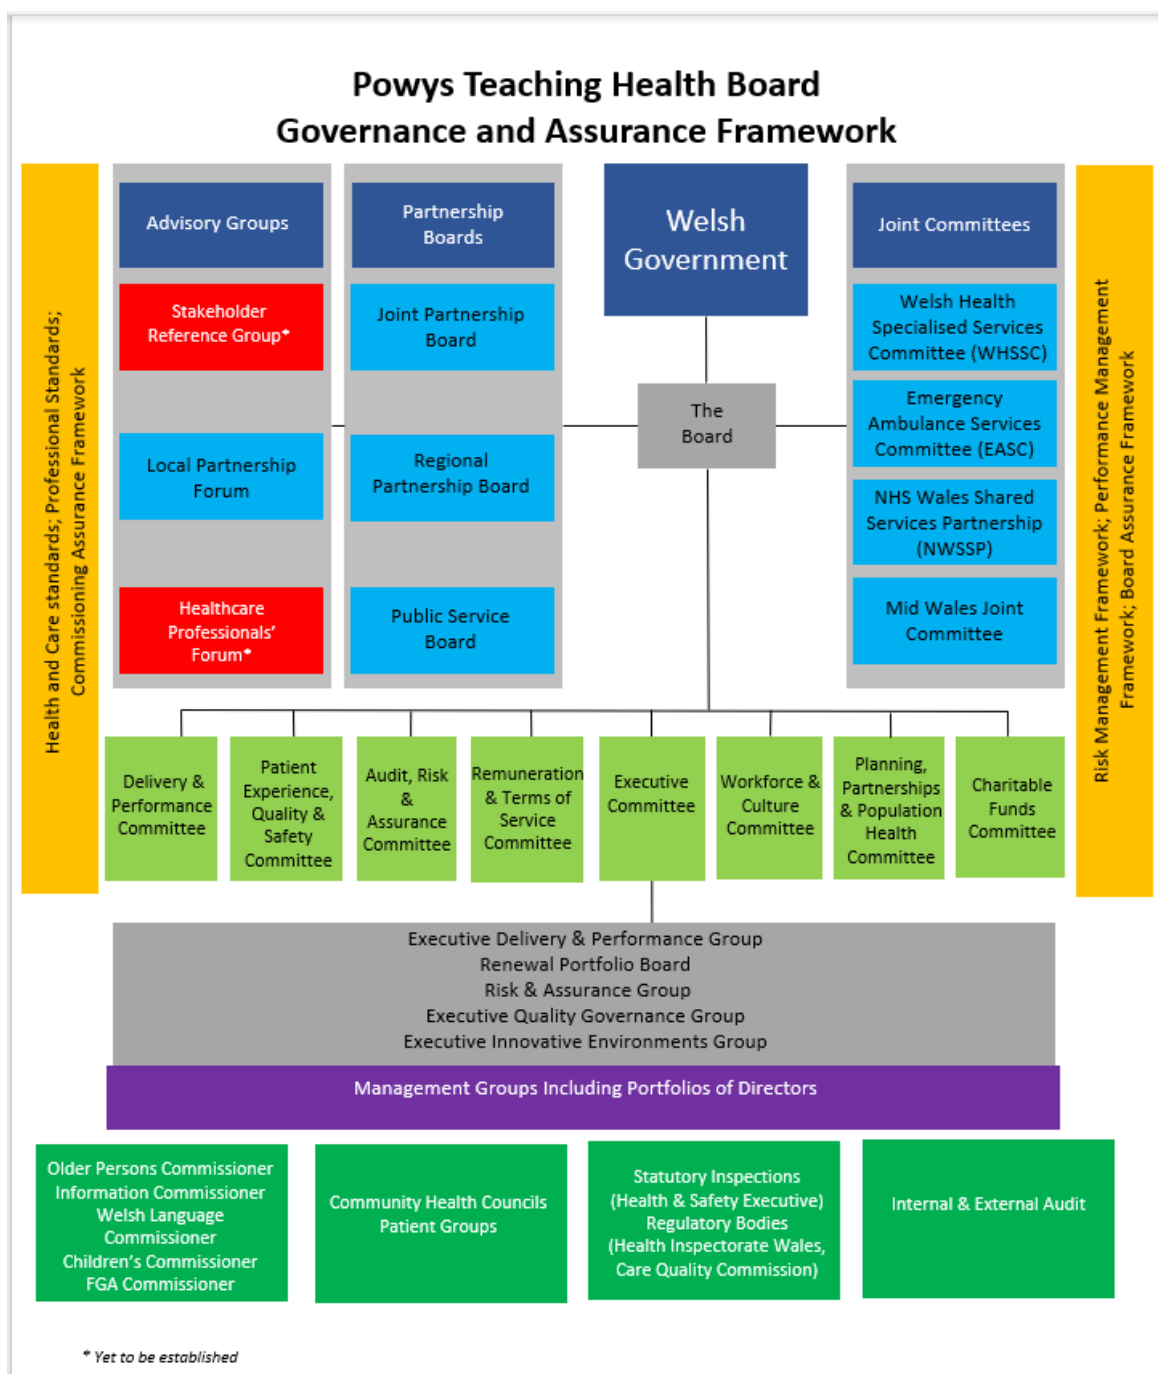 Powys Teaching Health Board
Governance and Assurance Framework
Health and Care standards; Professional Standards;
Commissioning Assurance Framework
Advisory Groups
Stakeholder
Reference Group*
Local Partnership
Forum
Healthcare
Professionals’
Forum*
Partnership
Boards
Joint Partnership
Board
Regional
Partnership Board
Public Service
Board
Welsh
Government
The
Board
Joint Committees
Welsh Health
Specialised Services
Committee (WHSSC)
Emergency
Ambulance Services
Committee (EASC)
NHS Wales Shared
Services Partnership
(NWSSP)
Mid Wales Joint
Committee
Risk Management Framework; Performance Management
Framework; Board Assurance Framework
Delivery &
Performance
Committee
Patient
Experience,
Quality &
Safety
Committee
Audit, Risk
&
Assurance
Committee
Remuneration
& Terms of
Service
Committee
Executive
Committee
Workforce &
Culture
Committee
Planning,
Partnerships
& Population
Health
Committee
Charitable
Funds
Committee
Executive Delivery & Performance Group
Renewal Portfolio Board
Risk & Assurance Group
Executive Quality Governance Group
Executive Innovative Environments Group
Management Groups Including Portfolios of Directors
Older Persons Commissioner
Information Commissioner
Welsh Language
Commissioner
Children’s Commissioner
FGA Commissioner
Community Health Councils
Patient Groups
Statutory Inspections
(Health & Safety Executive)
Regulatory Bodies
(Health Inspectorate Wales,
Care Quality Commission)
Internal & External Audit
* Yet to be established